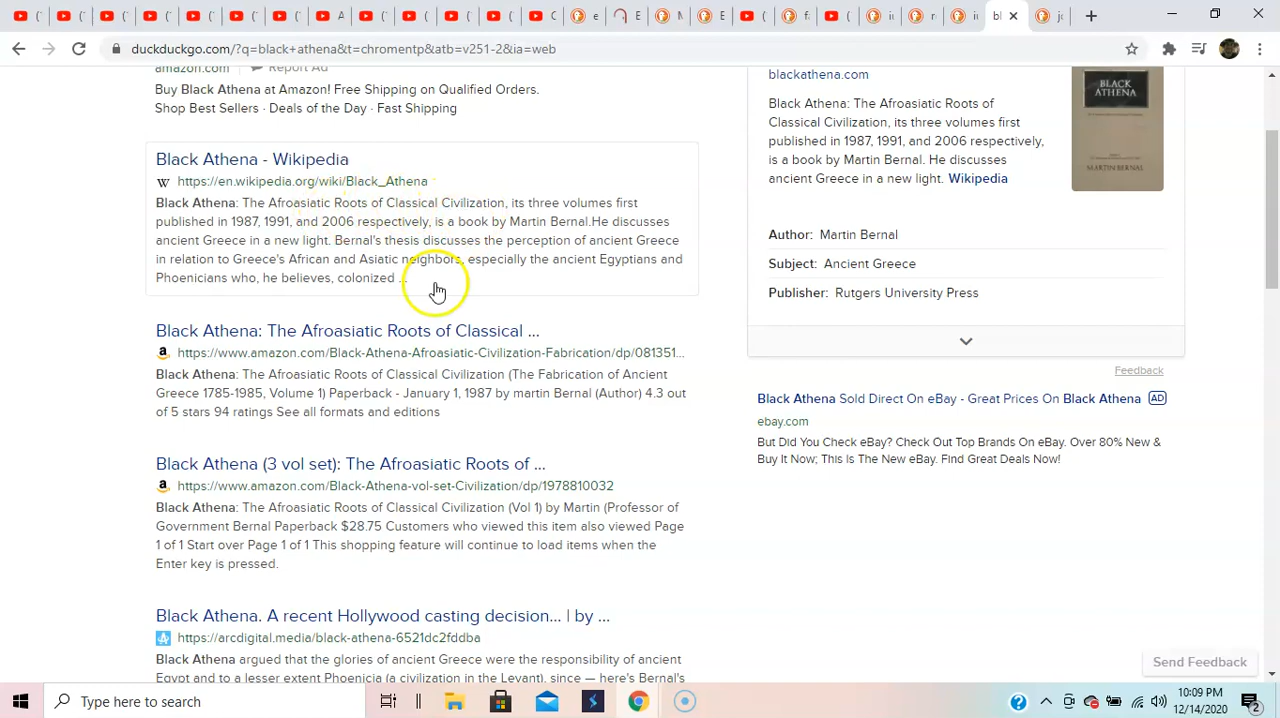 duckduckgo.com/?q=black+athena&t=chromentp&atb=v251-2&ia=web
amazon.com Report Ad
Buy Black Athena at Amazon! Free Shipping on Qualified Orders.
Shop Best Sellers · Deals of the Day · Fast Shipping
Black Athena - Wikipedia
W https://en.wikipedia.org/wiki/Black_Athena
Black Athena: The Afroasiatic Roots of Classical Civilization, its three volumes first
published in 1987, 1991, and 2006 respectively, is a book by Martin Bernal.He discusses
ancient Greece in a new light. Bernal's thesis discusses the perception of ancient Greece
in relation to Greece's African and Asiatic neighbors, especially the ancient Egyptians and
Phoenicians who, he believes, colonized ...
Black Athena: The Afroasiatic Roots of Classical ...
a https://www.amazon.com/Black-Athena-Afroasiatic-Civilization-Fabrication/dp/081351...
Black Athena: The Afroasiatic Roots of Classical Civilization (The Fabrication of Ancient
Greece 1785-1985, Volume 1) Paperback - January 1, 1987 by martin Bernal (Author) 4.3 out
of 5 stars 94 ratings See all formats and editions
Black Athena (3 vol set): The Afroasiatic Roots of ...
a https://www.amazon.com/Black-Athena-vol-set-Civilization/dp/1978810032
Black Athena: The Afroasiatic Roots of Classical Civilization (Vol 1) by Martin (Professor of
Government Bernal Paperback $28.75 Customers who viewed this item also viewed Page
1 of 1 Start over Page 1 of 1 This shopping feature will continue to load items when the
Enter key is pressed.
Black Athena. A recent Hollywood casting decision... | by ...
https://arcdigital.media/black-athena-6521dc2fddba
Black Athena argued that the glories of ancient Greece were the responsibility of ancient
Egypt and to a lesser extent Phoenicia (a civilization in the Levant), since — here's Bernal's
blackathena.com
Black Athena: The Afroasiatic Roots of
Classical Civilization, its three volumes first
published in 1987, 1991, and 2006 respectively,
is a book by Martin Bernal. He discusses
ancient Greece in a new light. Wikipedia
BLACK
ATHENA
MARTIN BERNAL
Author: Martin Bernal
Subject: Ancient Greece
Publisher: Rutgers University Press
Feedback
Black Athena Sold Direct On eBay - Great Prices On Black Athena AD
ebay.com
But Did You Check eBay? Check Out Top Brands On eBay. Over 80% New &
Buy It Now; This Is The New eBay. Find Great Deals Now!
Send Feedback
Type here to search
10:09 PM
12/14/2020
2